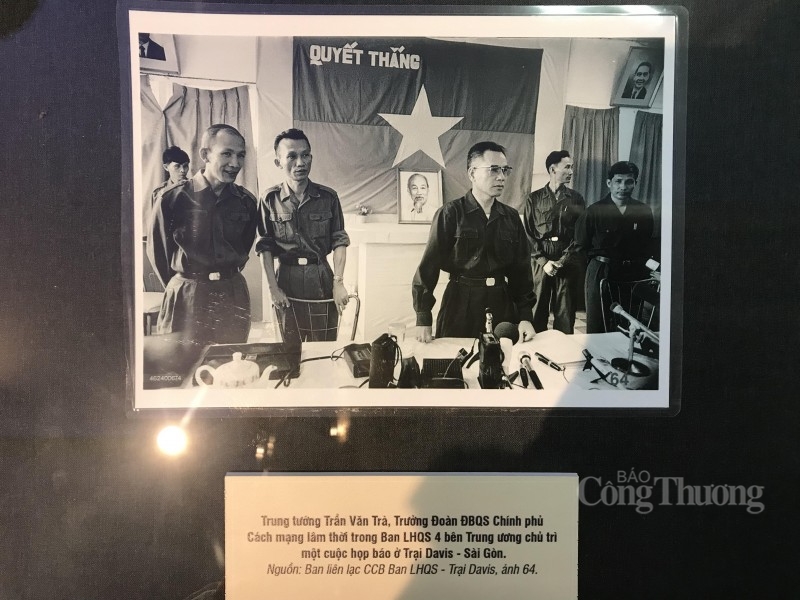 QUYẾT THẮNG
462400624
64
BÁO
Công Thương
Trung tướng Trần Văn Trà, Trưởng Đoàn ĐBQS Chính phủ
Cách mạng lâm thời trong Ban LHQS 4 bên Trung ương chủ trì
một cuộc họp báo ở Trại Davis - Sài Gòn.
Nguồn: Ban liên lạc CCB Ban LHQS - Trại Davis, ảnh 64.